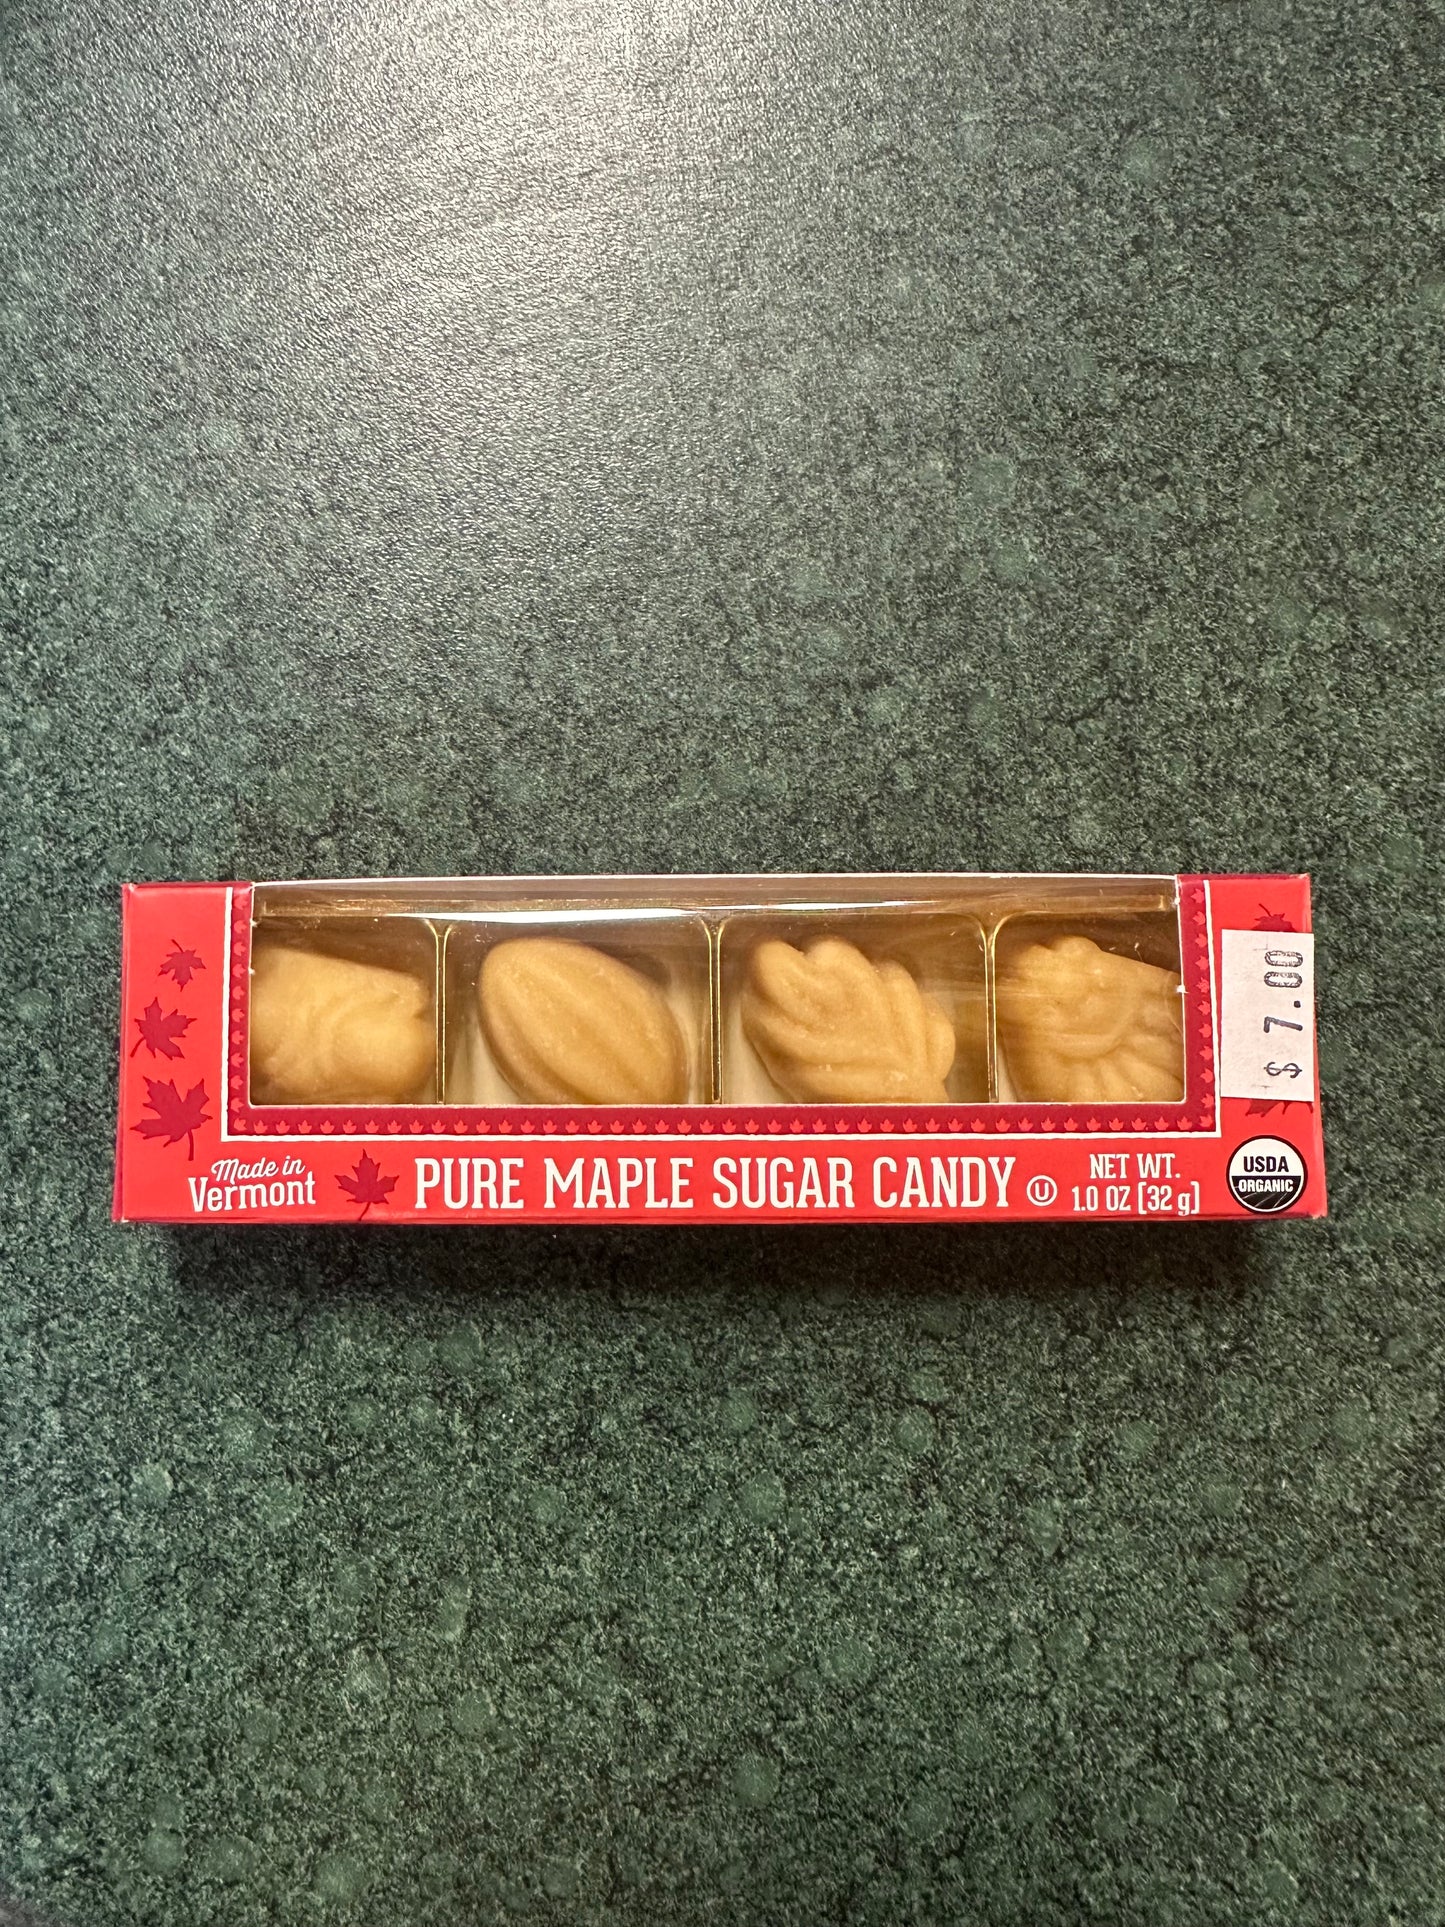 $ 7.00
Made in
Vermont
PURE MAPLE SUGAR CANDY
U
NET WT.
1.0 OZ [32 g]
USDA
ORGANIC